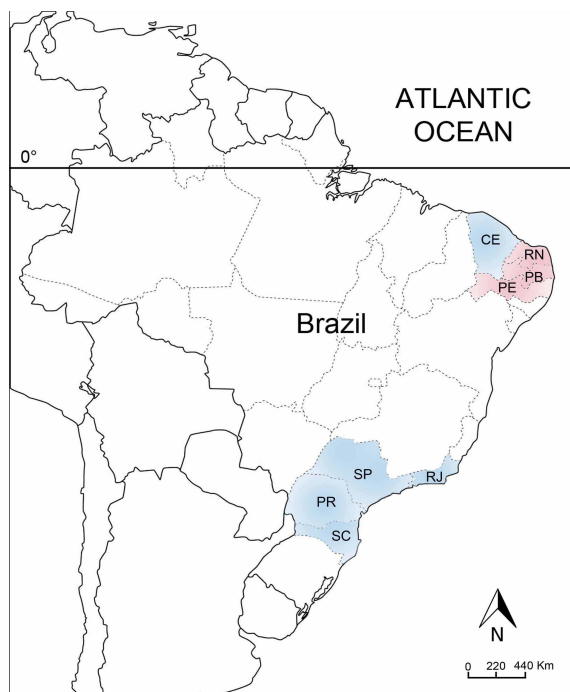 ATLANTIC
OCEAN
0°
CE
RN
PB
PE
Brazil
SP
RJ
PR
SC
N
0 220 440 Km